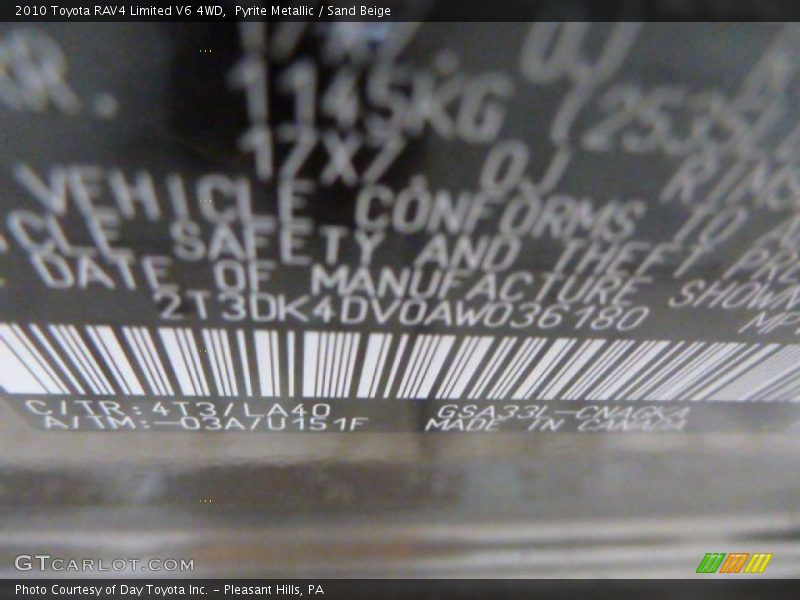 2010 Toyota RAV4 Limited V6 4WD, Pyrite Metallic / Sand Beige
1145KG
17X7.0J RIMS
VEHICLE CONFORMS TO
SAFETY AND THEFT
DATE OF MANUFACTURE SHOWN
2T3DK4DV0AW036180
C/TR:4T3/LA40 GSA33L-CNAGKA
A/TM:-03A/U151F MADE IN CANADA
GTCARLOT.COM
Photo Courtesy of Day Toyota Inc. - Pleasant Hills, PA